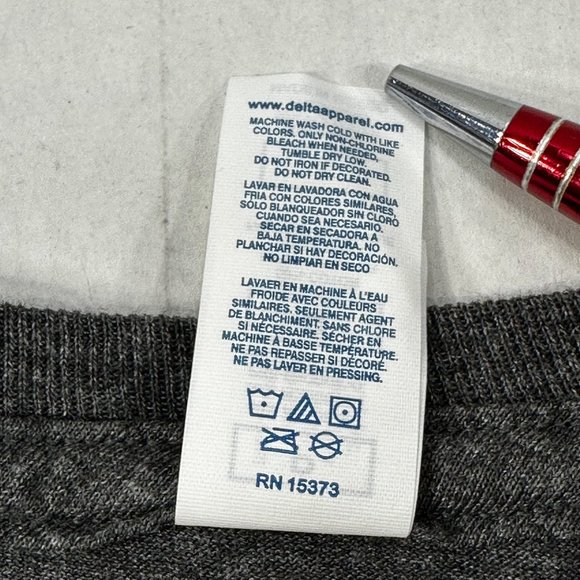 www.deltaapparel.com
MACHINE WASH COLD WITH LIKE
COLORS. ONLY NON-CHLORINE
BLEACH WHEN NEEDED,
TUMBLE DRY LOW.
DO NOT IRON IF DECORATED.
DO NOT DRY CLEAN.
LAVAR EN LAVADORA CON AGUA
FRIA CON COLORES SIMILARES,
SÓLO BLANQUEADOR SIN CLORO
CUANDO SEA NECESARIO.
SECAR EN SECADORA A
BAJA TEMPERATURA. NO
PLANCHAR SI HAY DECORACIÓN.
NO LIMPIAR EN SECO
LAVAER EN MACHINE À L'EAU
FROIDE AVEC COULEURS
SIMILAIRES. SEULEMENT AGENT
DE BLANCHIMENT, SANS CHLORE
SI NÉCESSAIRE. SÉCHER EN
MACHINE À BASSE TEMPÉRATURE.
NE PAS REPASSER SI DÉCORÉ.
NE PAS LAVER EN PRESSING.
RN 15373